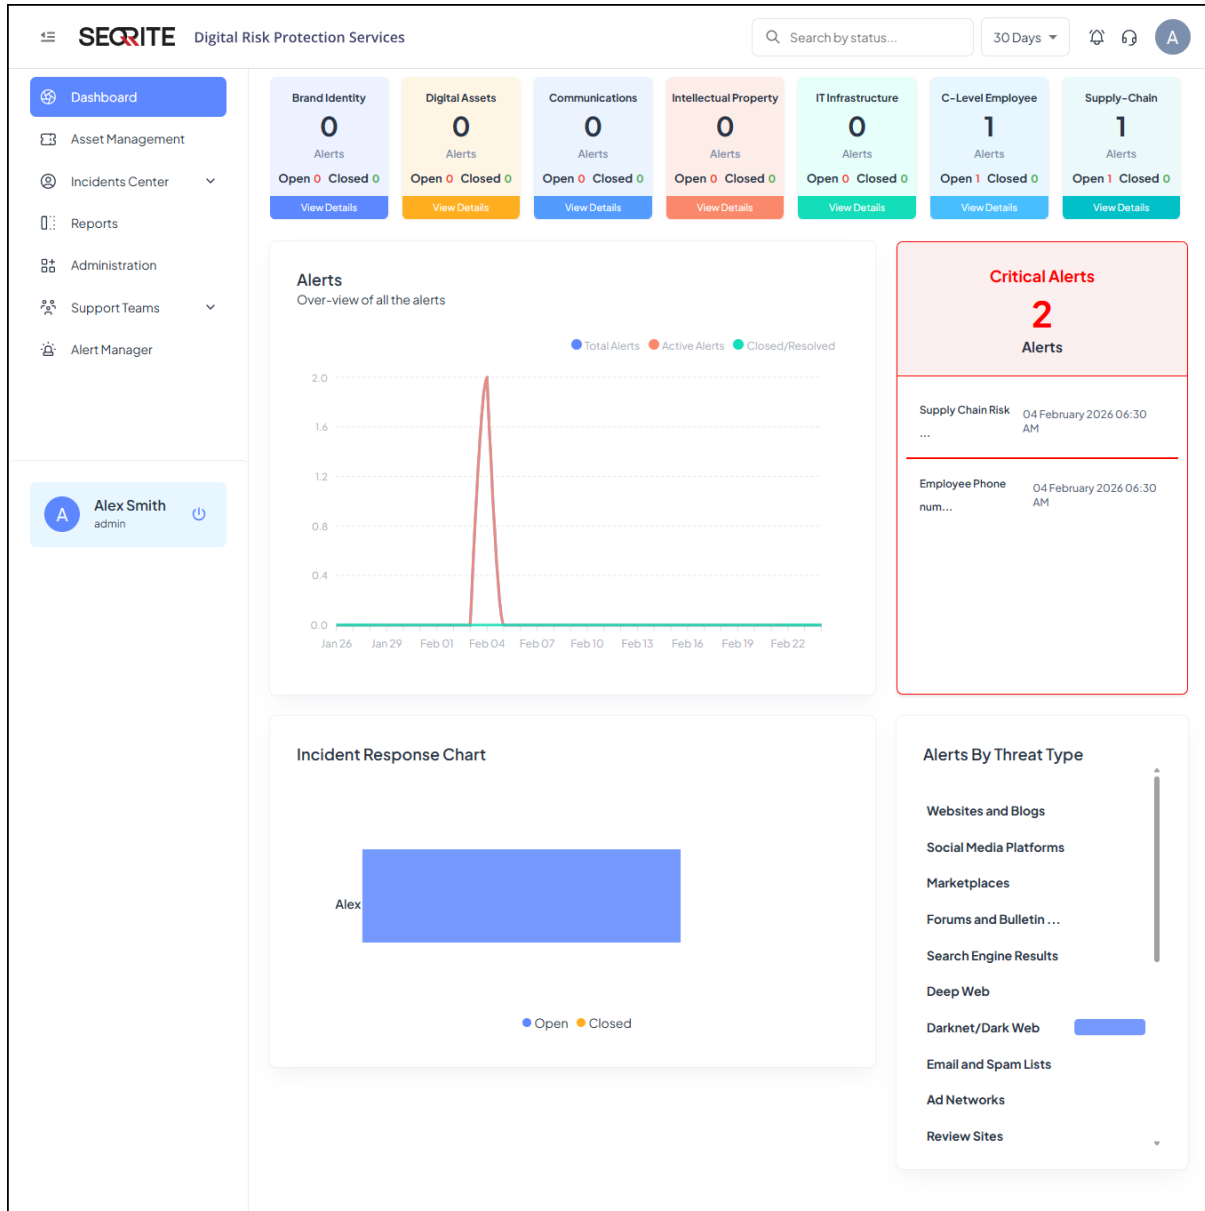 SEQRITE Digital Risk Protection Services
Search by status...
30 Days
A
Dashboard
Asset Management
Incidents Center
Reports
Administration
Support Teams
Alert Manager
A
Alex Smith
admin
Brand Identity
0
Alerts
Open 0 Closed 0
View Details
Digital Assets
0
Alerts
Open 0 Closed 0
View Details
Communications
0
Alerts
Open 0 Closed 0
View Details
Intellectual Property
0
Alerts
Open 0 Closed 0
View Details
IT Infrastructure
0
Alerts
Open 0 Closed 0
View Details
C-Level Employee
1
Alerts
Open 1 Closed 0
View Details
Supply-Chain
1
Alerts
Open 1 Closed 0
View Details
Alerts
Over-view of all the alerts
Total Alerts Active Alerts Closed/Resolved
2.0
1.6
1.2
0.8
0.4
0.0
Jan 26 Jan 29 Feb 01 Feb 04 Feb 07 Feb 10 Feb 13 Feb 16 Feb 19 Feb 22
Critical Alerts
2
Alerts
Supply Chain Risk
...
04 February 2026 06:30
AM
Employee Phone
num...
04 February 2026 06:30
AM
Incident Response Chart
Alex
Open Closed
Alerts By Threat Type
Websites and Blogs
Social Media Platforms
Marketplaces
Forums and Bulletin ...
Search Engine Results
Deep Web
Darknet/Dark Web
Email and Spam Lists
Ad Networks
Review Sites